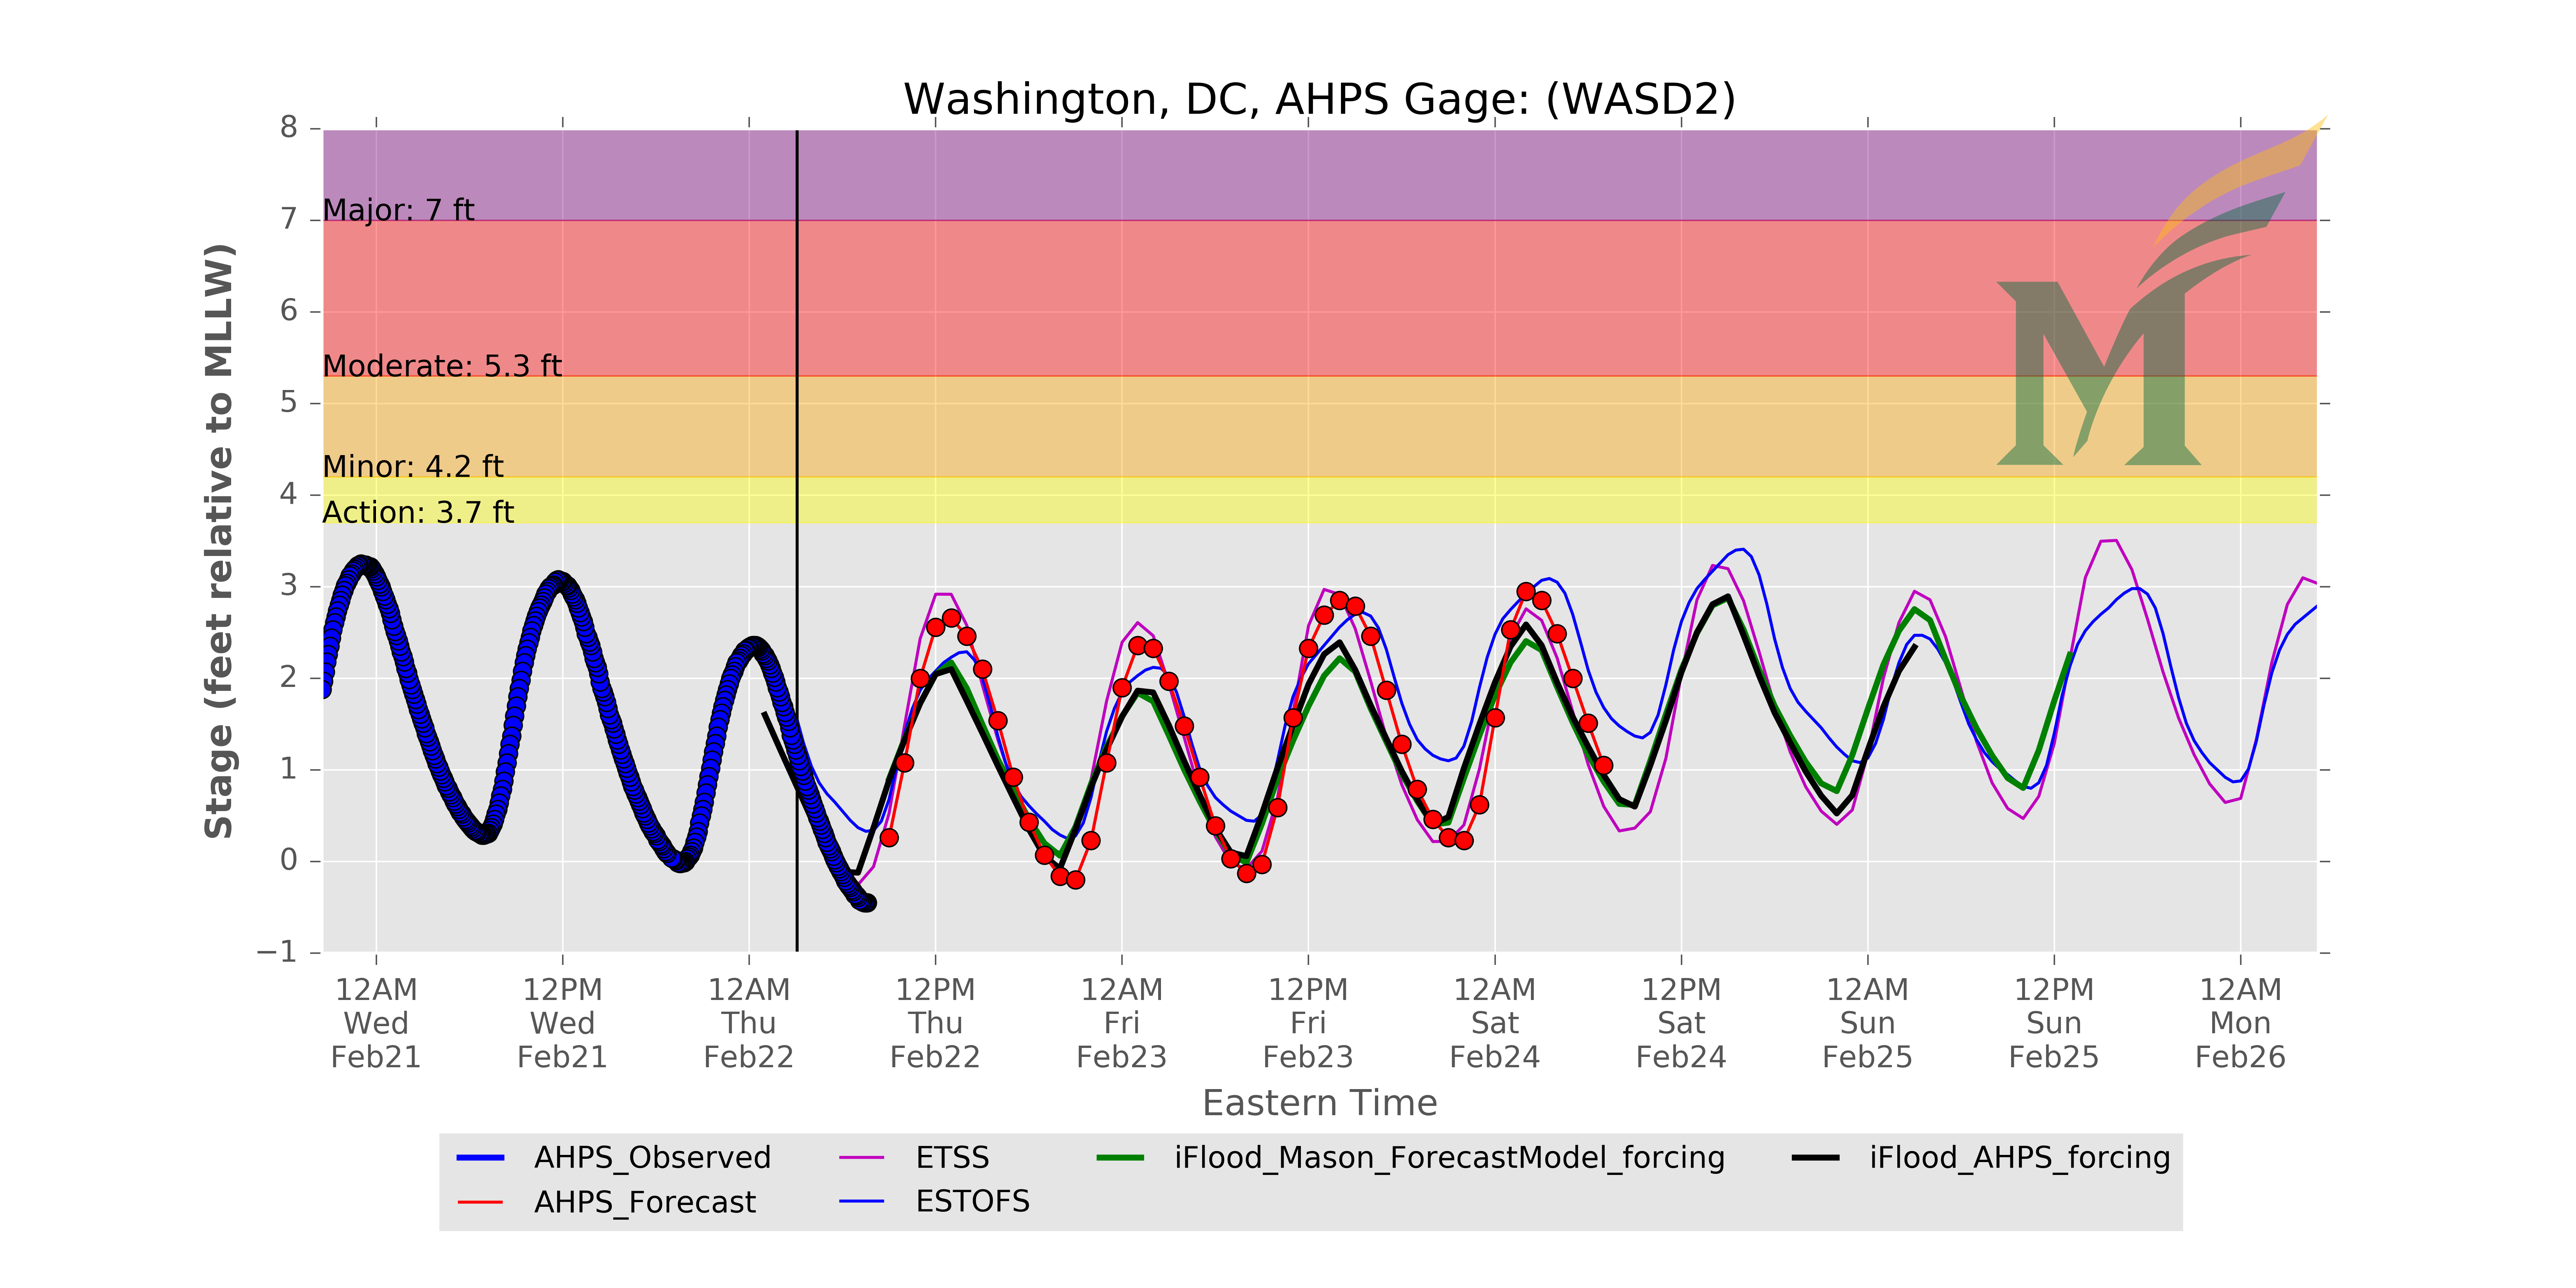 Washington, DC, AHPS Gage: (WASD2)
Stage (feet relative to MLLW)
8
7
6
5
4
3
2
1
0
−1
Major: 7 ft
Moderate: 5.3 ft
Minor: 4.2 ft
Action: 3.7 ft
M
12AM 12PM 12AM 12PM 12AM 12PM 12AM 12PM 12AM 12PM 12AM
Wed Wed Thu Thu Fri Fri Sat Sat Sun Sun Mon
Feb21 Feb21 Feb22 Feb22 Feb23 Feb23 Feb24 Feb24 Feb25 Feb25 Feb26
Eastern Time
AHPS_Observed ETSS iFlood_Mason_ForecastModel_forcing iFlood_AHPS_forcing
AHPS_Forecast ESTOFS